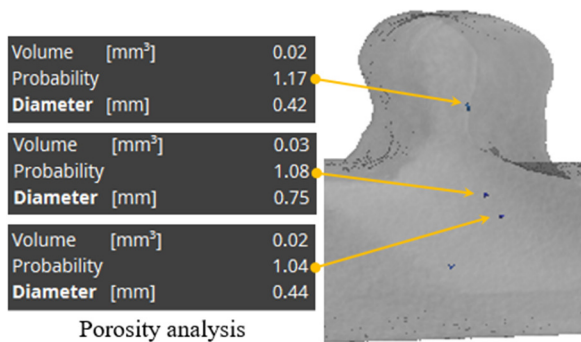 Volume [mm³] 0.02
Probability 1.17
Diameter [mm] 0.42
Volume [mm³] 0.03
Probability 1.08
Diameter [mm] 0.75
Volume [mm³] 0.02
Probability 1.04
Diameter [mm] 0.44
Porosity analysis